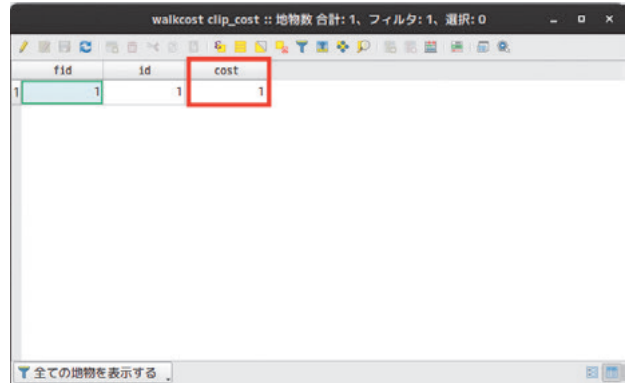 walkcost clip_cost :: 地物数 合計: 1、フィルタ: 1、選択: 0
fid id cost
1 1 1 1
全ての地物を表示する